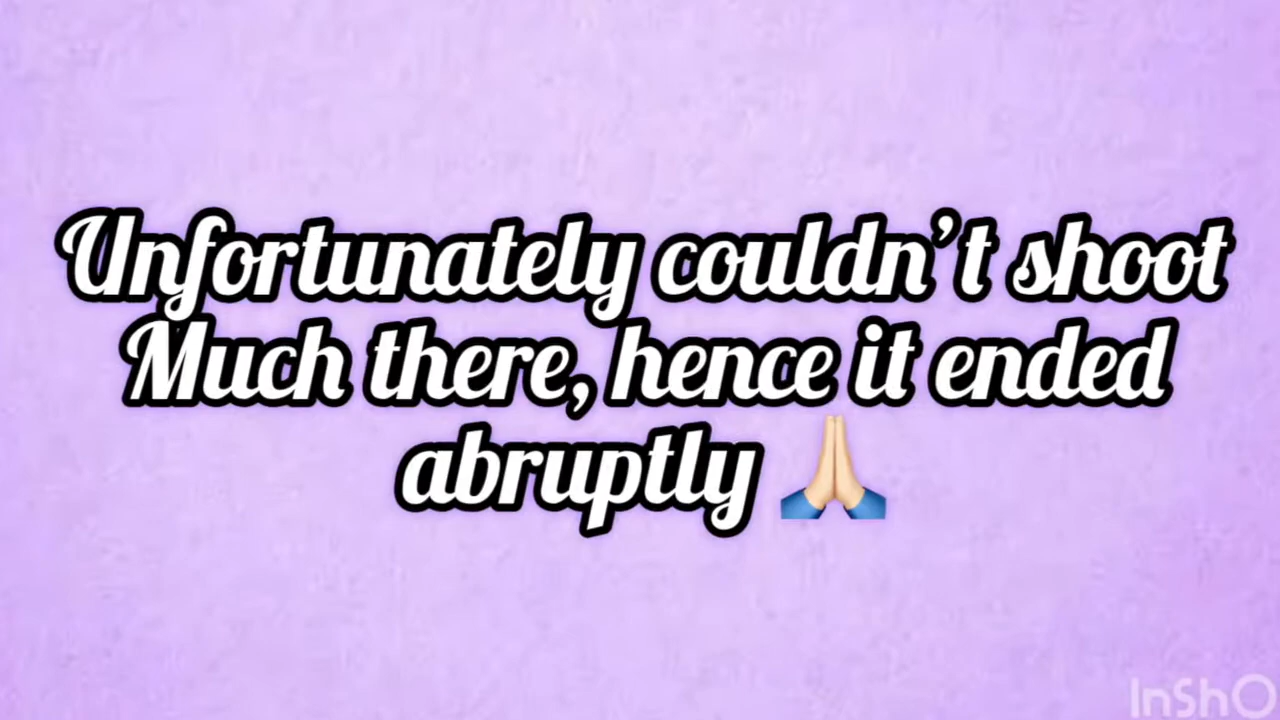 Unfortunately couldn’t shoot
Much there, hence it ended
abruptly 🙏🏻
InShO